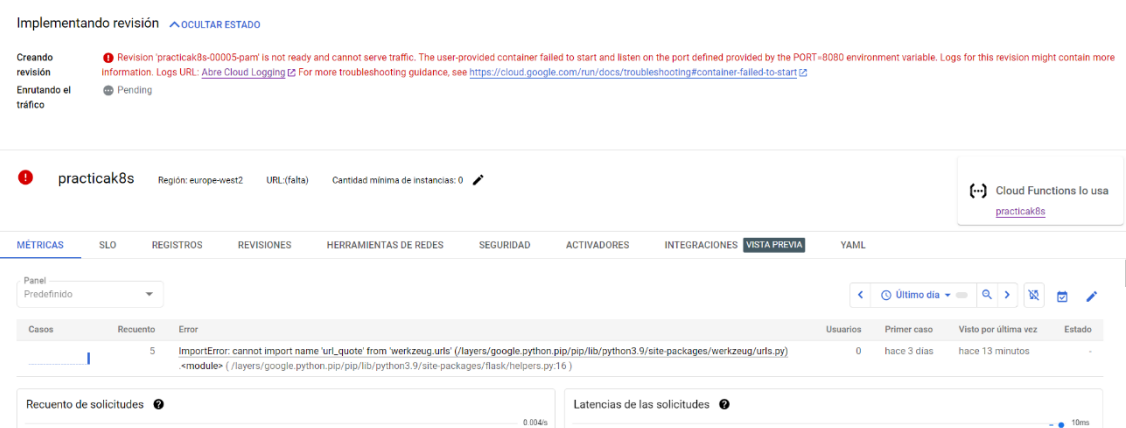 Implementando revisión OCULTAR ESTADO
Creando revisión
Revision 'practicak8s-00005-pam' is not ready and cannot serve traffic. The user-provided container failed to start and listen on the port defined provided by the PORT=8080 environment variable. Logs for this revision might contain more
information. Logs URL: Abre Cloud Logging For more troubleshooting guidance, see https://cloud.google.com/run/docs/troubleshooting#container-failed-to-start
Enrutando el tráfico
Pending
practicak8s Región: europe-west2 URL:(falta) Cantidad mínima de instancias: 0
Cloud Functions lo usa
practicak8s
MÉTRICAS SLO REGISTROS REVISIONES HERRAMIENTAS DE REDES SEGURIDAD ACTIVADORES INTEGRACIONES VISTA PREVIA YAML
Panel
Predefinido
Último día
Casos Recuento Error Usuarios Primer caso Visto por última vez Estado
5 ImportError: cannot import name 'url_quote' from 'werkzeug.urls' (/layers/google.python.pip/pip/lib/python3.9/site-packages/werkzeug/urls.py) 0 hace 3 días hace 13 minutos -
.<module> ( /layers/google.python.pip/pip/lib/python3.9/site-packages/flask/helpers.py:16 )
Recuento de solicitudes
0.004/s
Latencias de las solicitudes
10ms